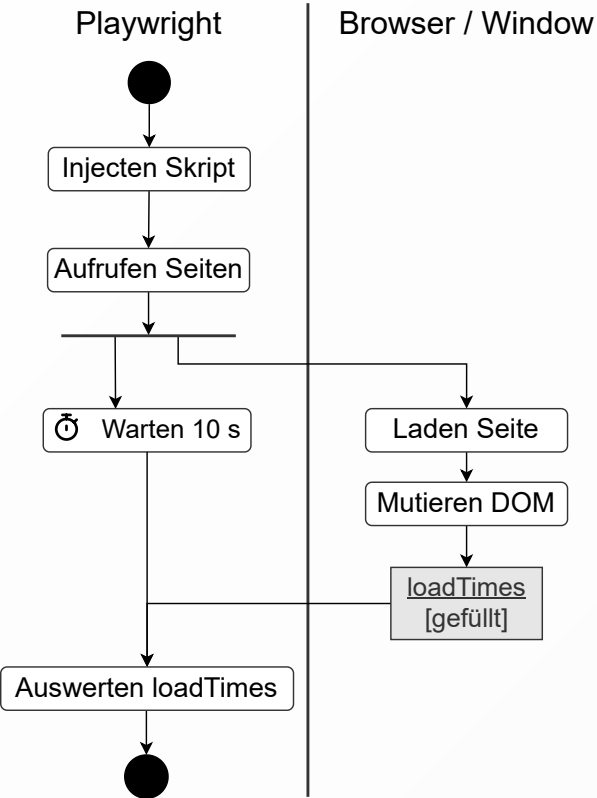 Playwright
Browser / Window
Injecten Skript
Aufrufen Seiten
Warten 10 s
Laden Seite
Mutieren DOM
loadTimes
[gefüllt]
Auswerten loadTimes